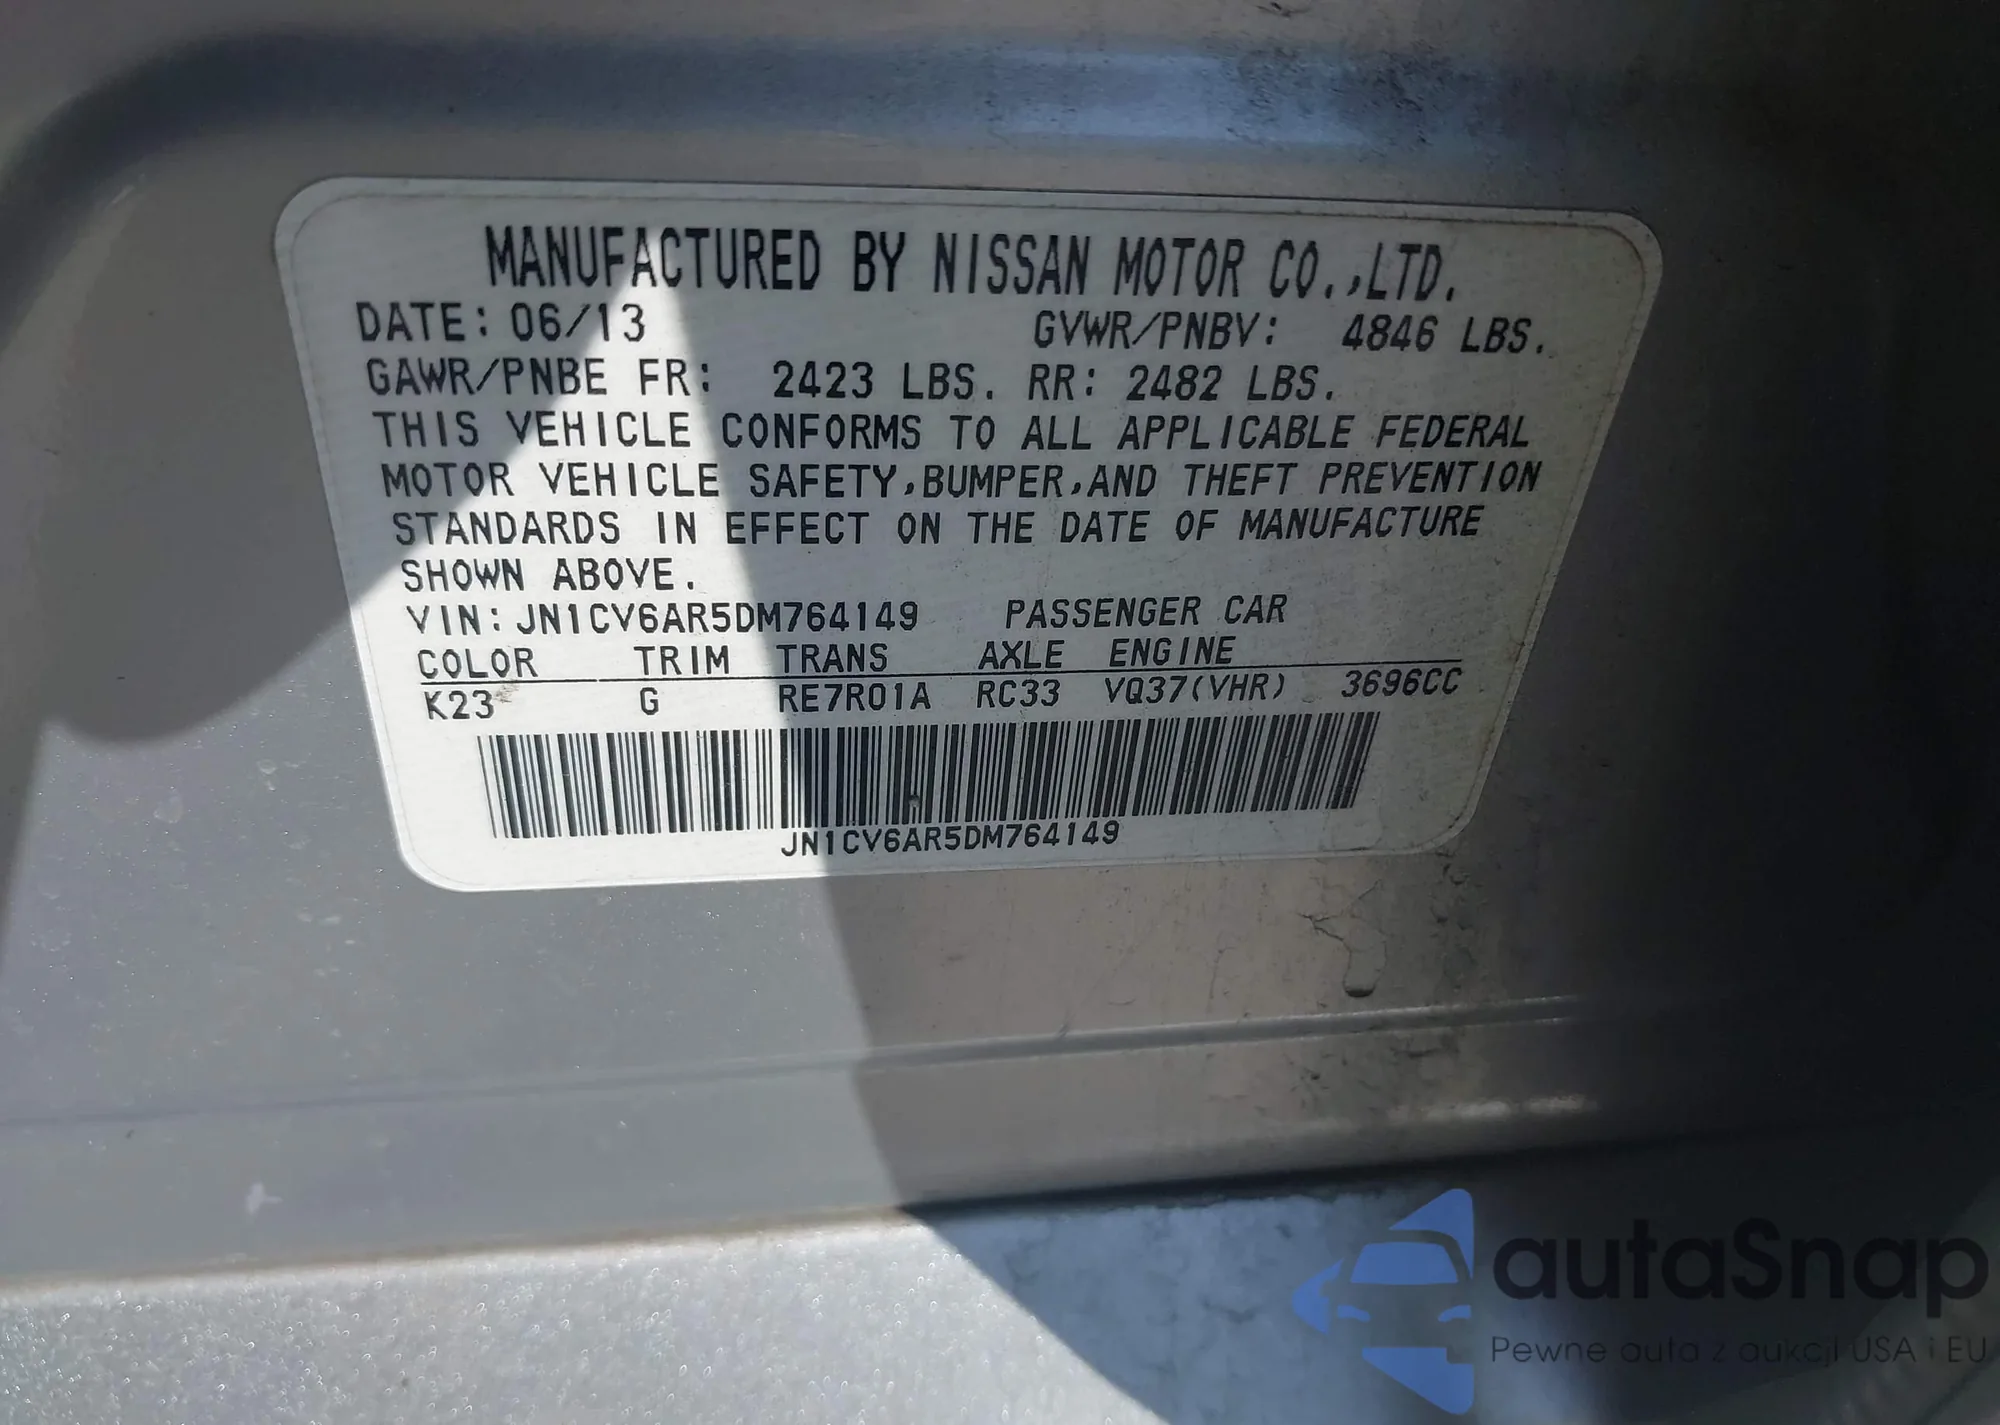 MANUFACTURED BY NISSAN MOTOR CO.,LTD.
DATE: 06/13 GVWR/PNBV: 4846 LBS.
GAWR/PNBE FR: 2423 LBS. RR: 2482 LBS.
THIS VEHICLE CONFORMS TO ALL APPLICABLE FEDERAL
MOTOR VEHICLE SAFETY,BUMPER,AND THEFT PREVENTION
STANDARDS IN EFFECT ON THE DATE OF MANUFACTURE
SHOWN ABOVE.
VIN: JN1CV6AR5DM764149 PASSENGER CAR
COLOR TRIM TRANS AXLE ENGINE
K23 G RE7R01A RC33 VQ37(VHR) 3696CC
JN1CV6AR5DM764149
autaSnap
Pewne auta z aukcji USA i EU